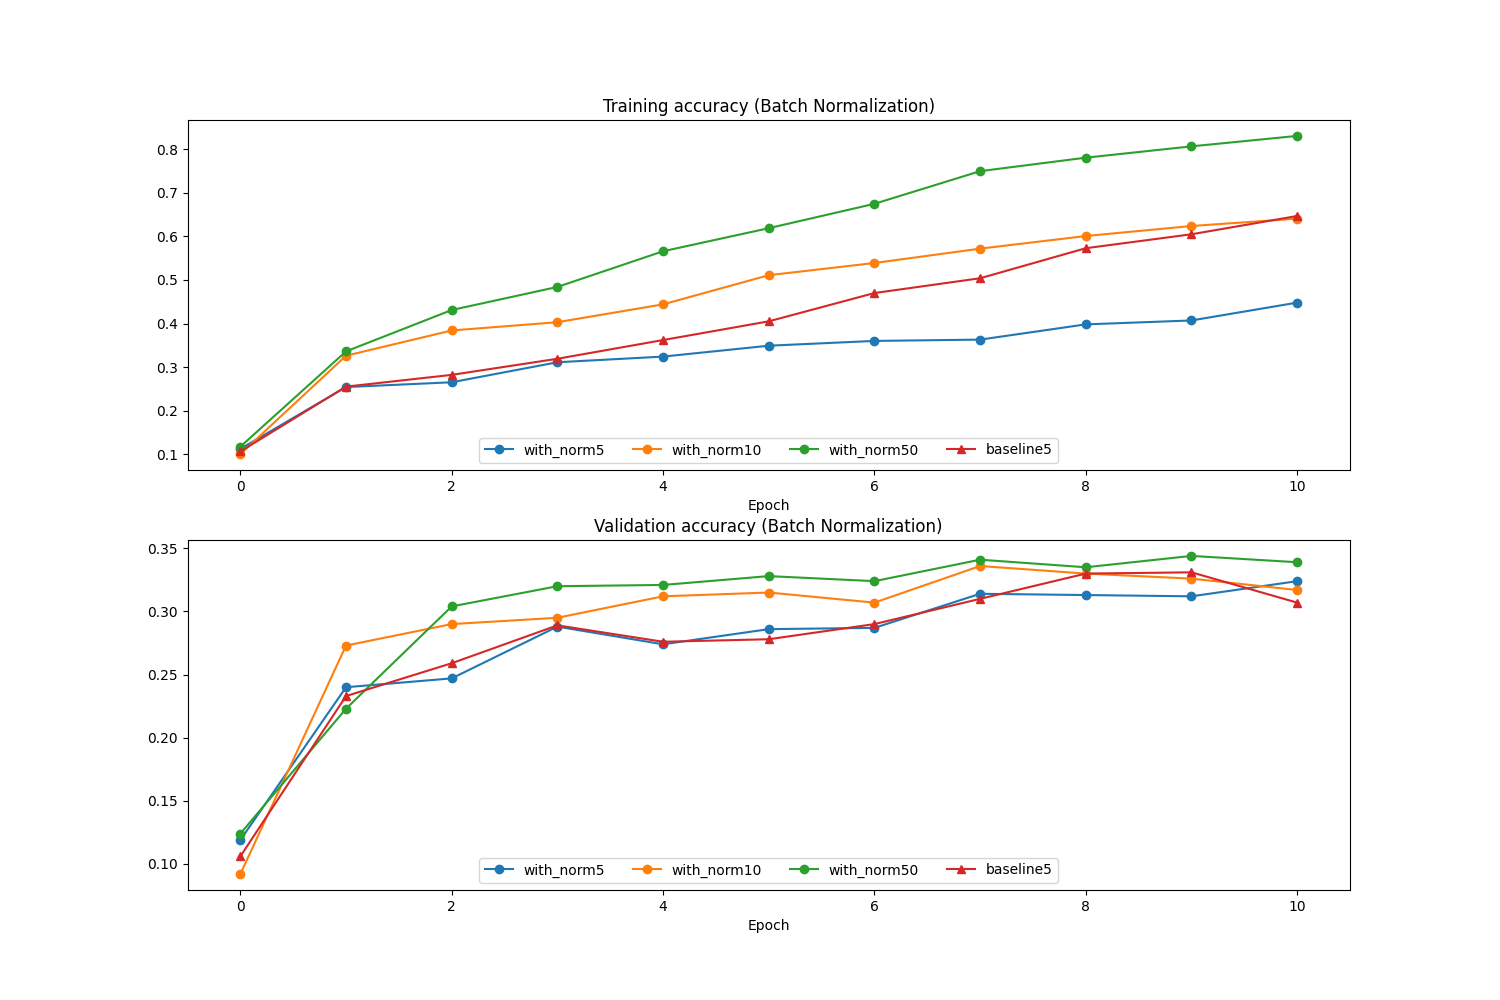 Training accuracy (Batch Normalization)
0.8
0.7
0.6
0.5
0.4
0.3
0.2
0.1
with_norm5 with_norm10 with_norm50 baseline5
0 2 4 6 8 10
Epoch
Validation accuracy (Batch Normalization)
0.35
0.30
0.25
0.20
0.15
0.10
with_norm5 with_norm10 with_norm50 baseline5
0 2 4 6 8 10
Epoch